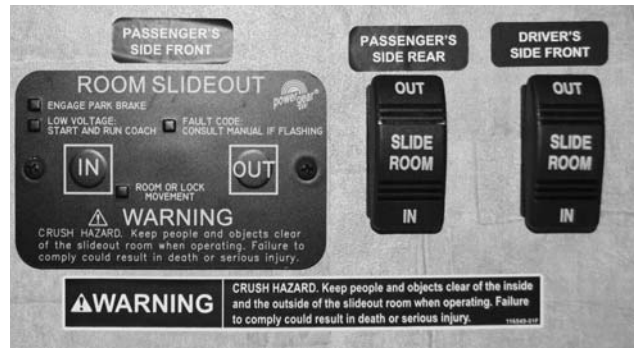 PASSENGER'S
SIDE FRONT
PASSENGER'S
SIDE REAR
DRIVER'S
SIDE FRONT
ROOM SLIDEOUT
powergear
ENGAGE PARK BRAKE
LOW VOLTAGE:
START AND RUN COACH
FAULT CODE:
CONSULT MANUAL IF FLASHING
IN
OUT
ROOM OR LOCK
MOVEMENT
⚠ WARNING
CRUSH HAZARD. Keep people and objects clear
of the slideout room when operating. Failure to
comply could result in death or serious injury.
OUT
SLIDE
ROOM
IN
OUT
SLIDE
ROOM
IN
⚠WARNING
CRUSH HAZARD. Keep people and objects clear of the inside
and the outside of the slideout room when operating. Failure
to comply could result in death or serious injury.